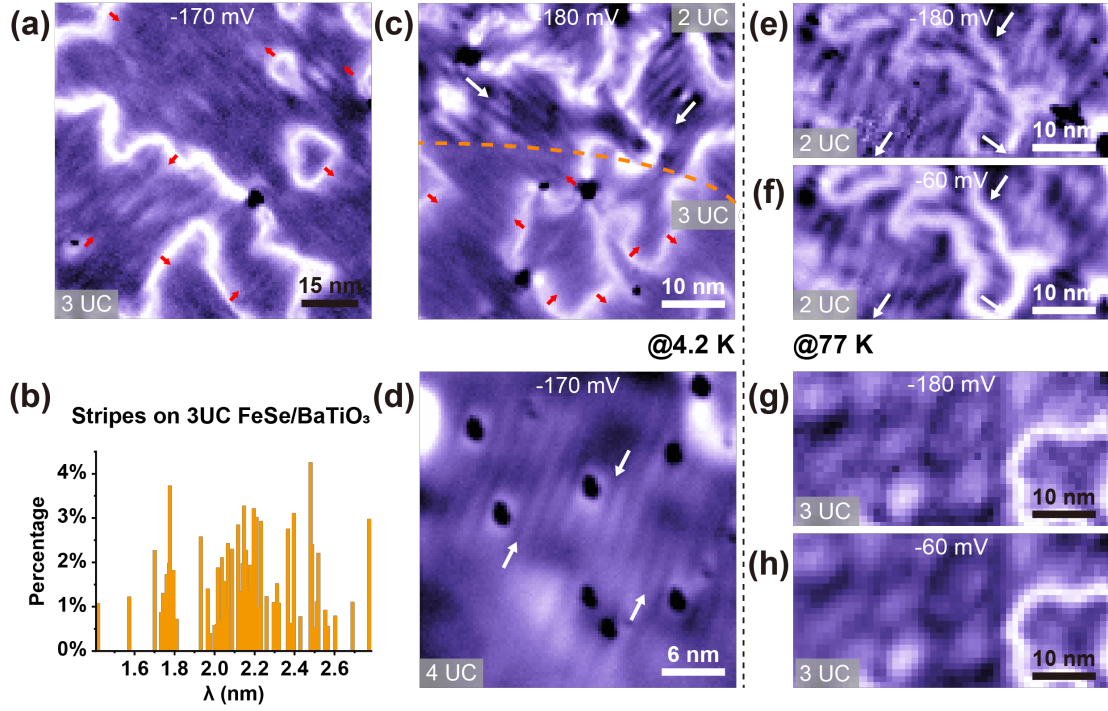 (a)
-170 mV
15 nm
3 UC
(c)
-180 mV
2 UC
3 UC
10 nm
@4.2 K
(e)
-180 mV
2 UC
10 nm
(f)
-60 mV
2 UC
10 nm
@77 K
(b)
Stripes on 3UC FeSe/BaTiO₃
Percentage
4%
3%
2%
1%
0%
1.6
1.8
2.0
2.2
2.4
2.6
λ (nm)
(d)
-170 mV
4 UC
6 nm
(g)
-180 mV
3 UC
10 nm
(h)
-60 mV
3 UC
10 nm